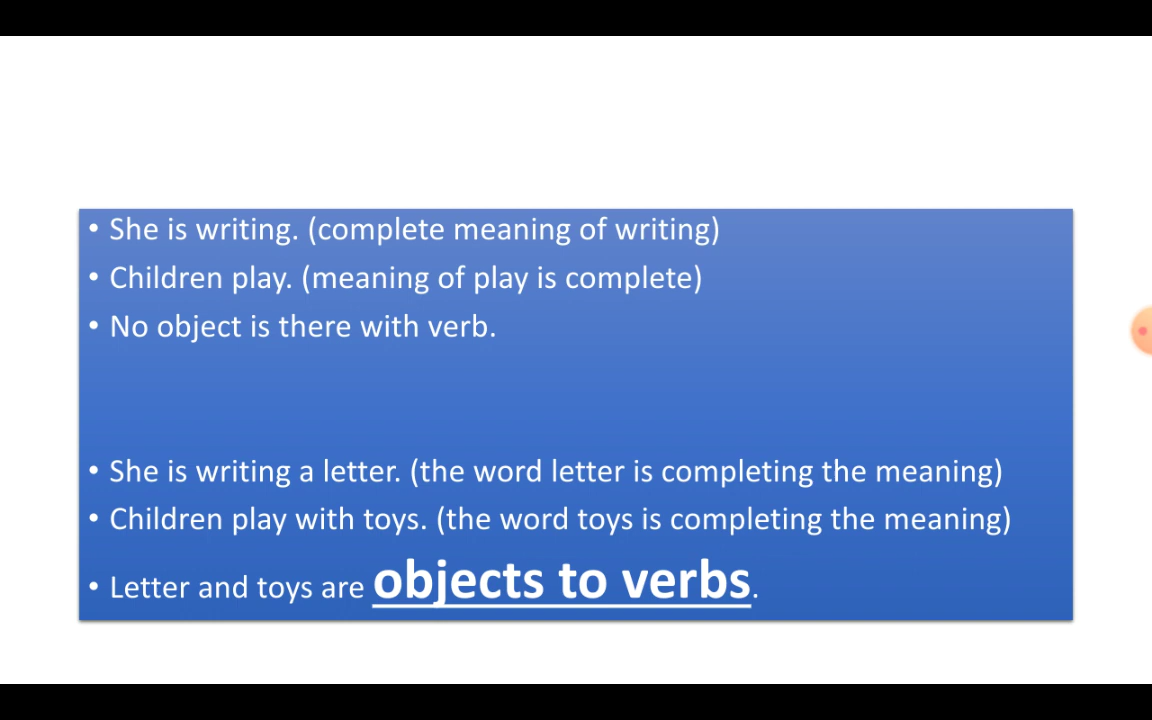 • She is writing. (complete meaning of writing)
• Children play. (meaning of play is complete)
• No object is there with verb.
• She is writing a letter. (the word letter is completing the meaning)
• Children play with toys. (the word toys is completing the meaning)
• Letter and toys are objects to verbs.